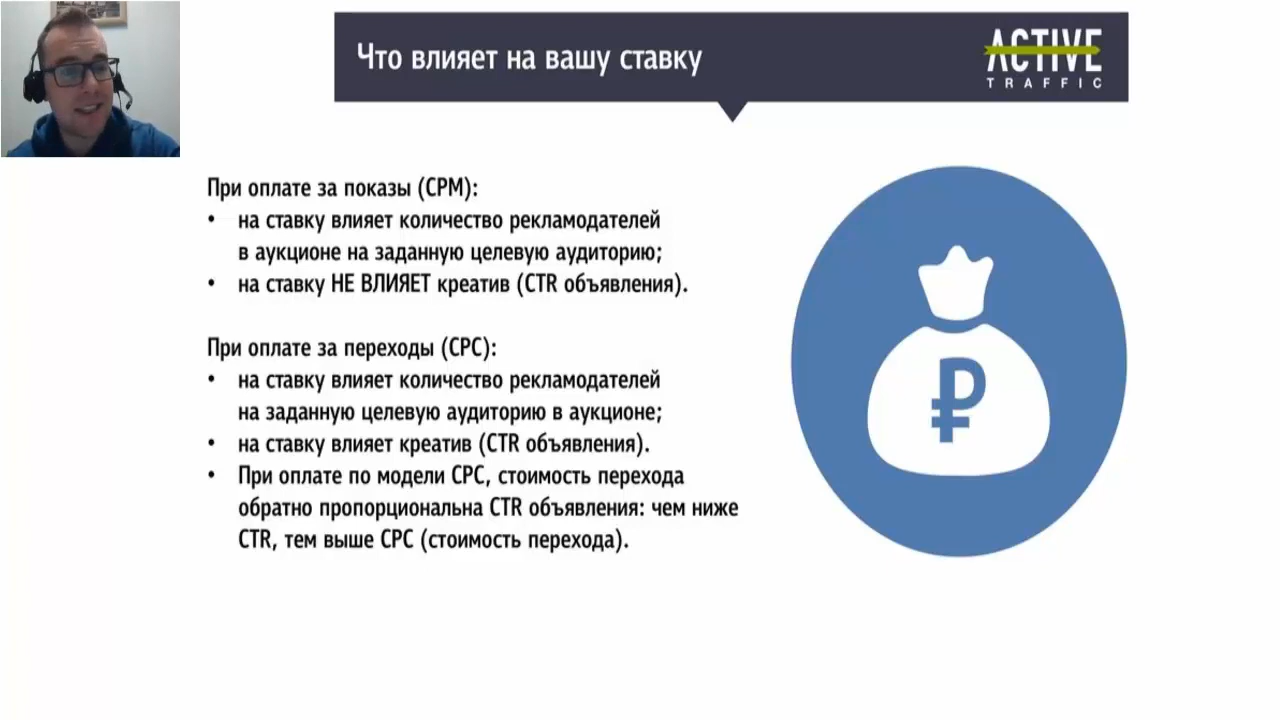 Что влияет на вашу ставку
ACTIVE
TRAFFIC
При оплате за показы (CPM):
• на ставку влияет количество рекламодателей
в аукционе на заданную целевую аудиторию;
• на ставку НЕ ВЛИЯЕТ креатив (CTR объявления).
При оплате за переходы (CPC):
• на ставку влияет количество рекламодателей
на заданную целевую аудиторию в аукционе;
• на ставку влияет креатив (CTR объявления).
• При оплате по модели CPC, стоимость перехода
обратно пропорциональна CTR объявления: чем ниже
CTR, тем выше CPC (стоимость перехода).
₽